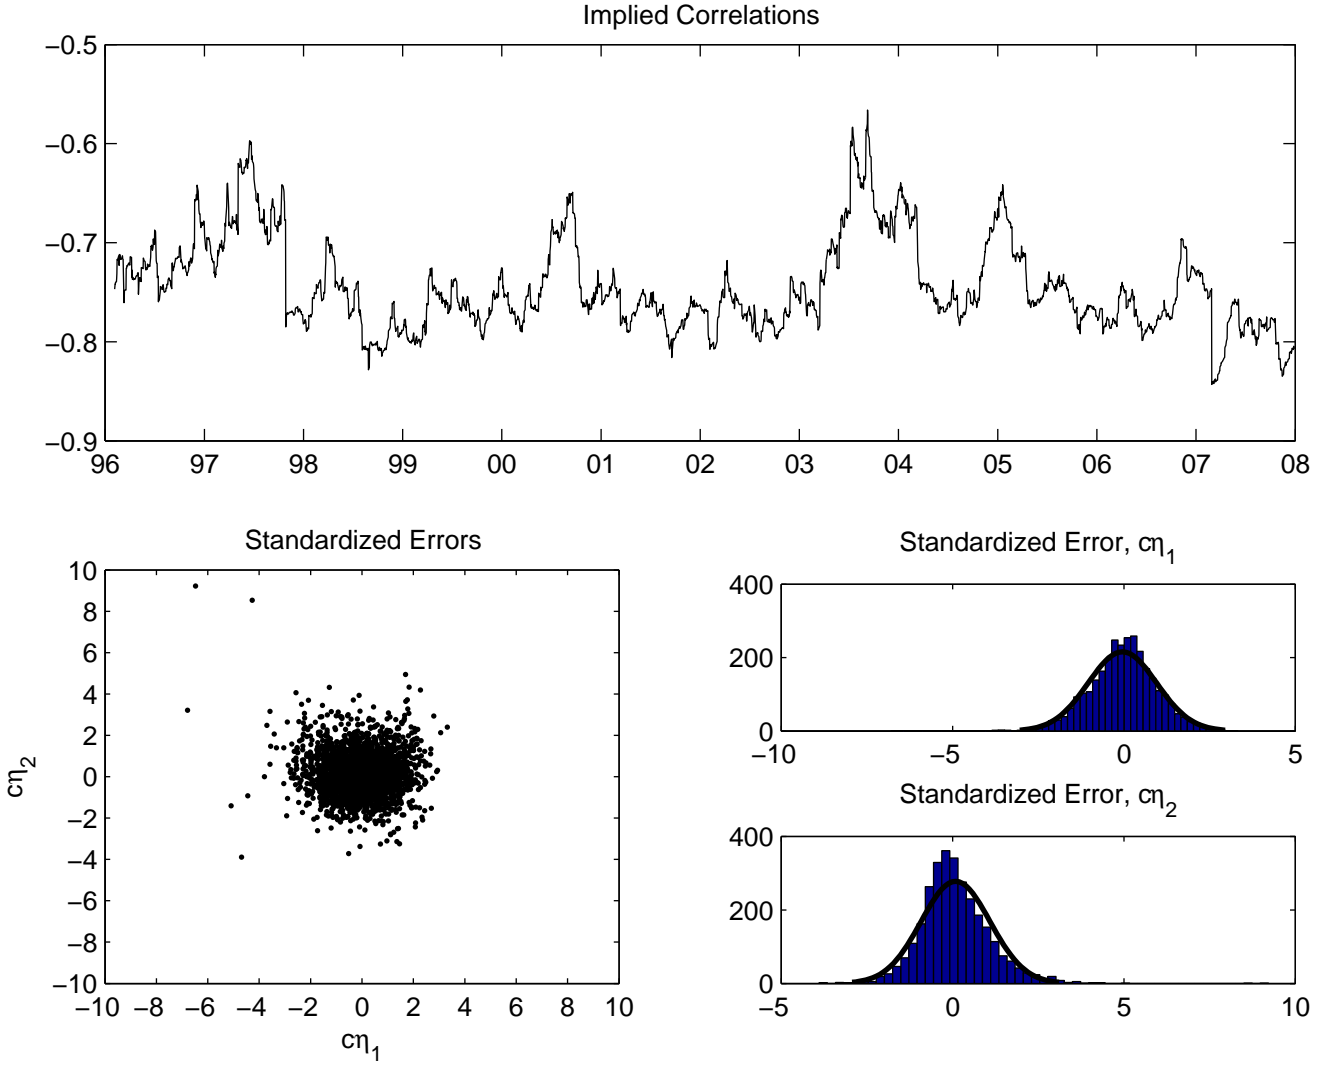 Implied Correlations
−0.5
−0.6
−0.7
−0.8
−0.9
96 97 98 99 00 01 02 03 04 05 06 07 08
Standardized Errors
10
8
6
4
2
0
−2
−4
−6
−8
−10
−10 −8 −6 −4 −2 0 2 4 6 8 10
cη₂
cη₁
Standardized Error, cη₁
400
200
0
−10 −5 0 5
Standardized Error, cη₂
400
200
0
−5 0 5 10